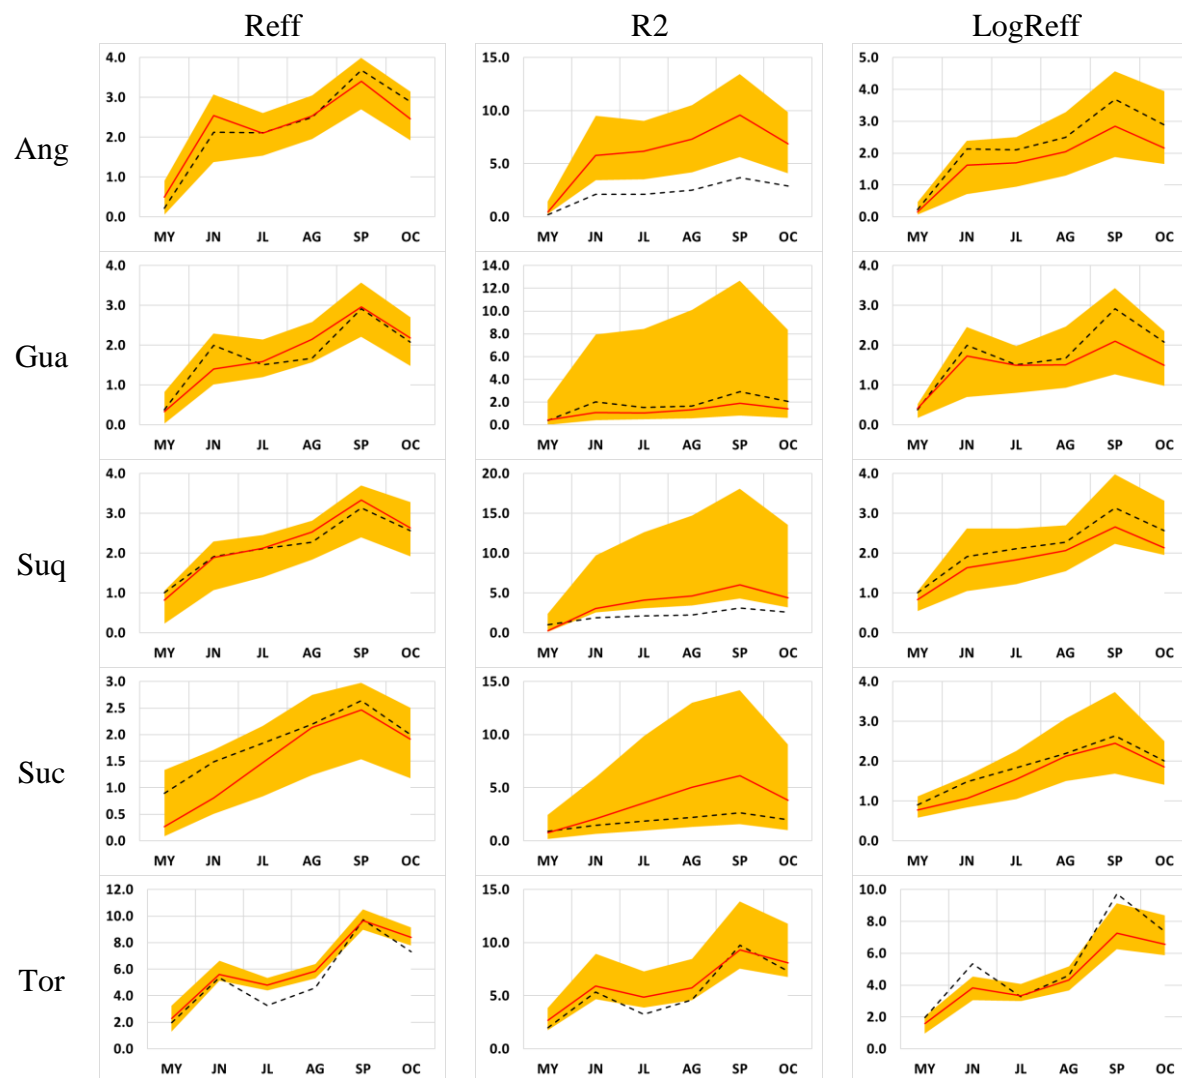 Reff R2 LogReff
4.0 15.0 5.0
3.0 10.0 4.0
Ang 2.0 5.0 3.0
1.0 0.0 2.0
0.0 1.0
0.0
MY JN JL AG SP OC MY JN JL AG SP OC MY JN JL AG SP OC
4.0 14.0 4.0
12.0
3.0 10.0 3.0
Gua 2.0 8.0 2.0
6.0
1.0 4.0 1.0
2.0
0.0 0.0 0.0
MY JN JL AG SP OC MY JN JL AG SP OC MY JN JL AG SP OC
4.0 20.0 4.0
3.0 15.0 3.0
Suq 2.0 10.0 2.0
1.0 5.0 1.0
0.0 0.0 0.0
MY JN JL AG SP OC MY JN JL AG SP OC MY JN JL AG SP OC
3.0 15.0 4.0
2.5 3.0
2.0 10.0
Suc 1.5 2.0
1.0 5.0 1.0
0.5
0.0 0.0 0.0
MY JN JL AG SP OC MY JN JL AG SP OC MY JN JL AG SP OC
12.0 15.0 10.0
10.0 8.0
8.0 10.0 6.0
Tor 6.0
4.0 5.0 4.0
2.0 2.0
0.0 0.0 0.0
MY JN JL AG SP OC MY JN JL AG SP OC MY JN JL AG SP OC